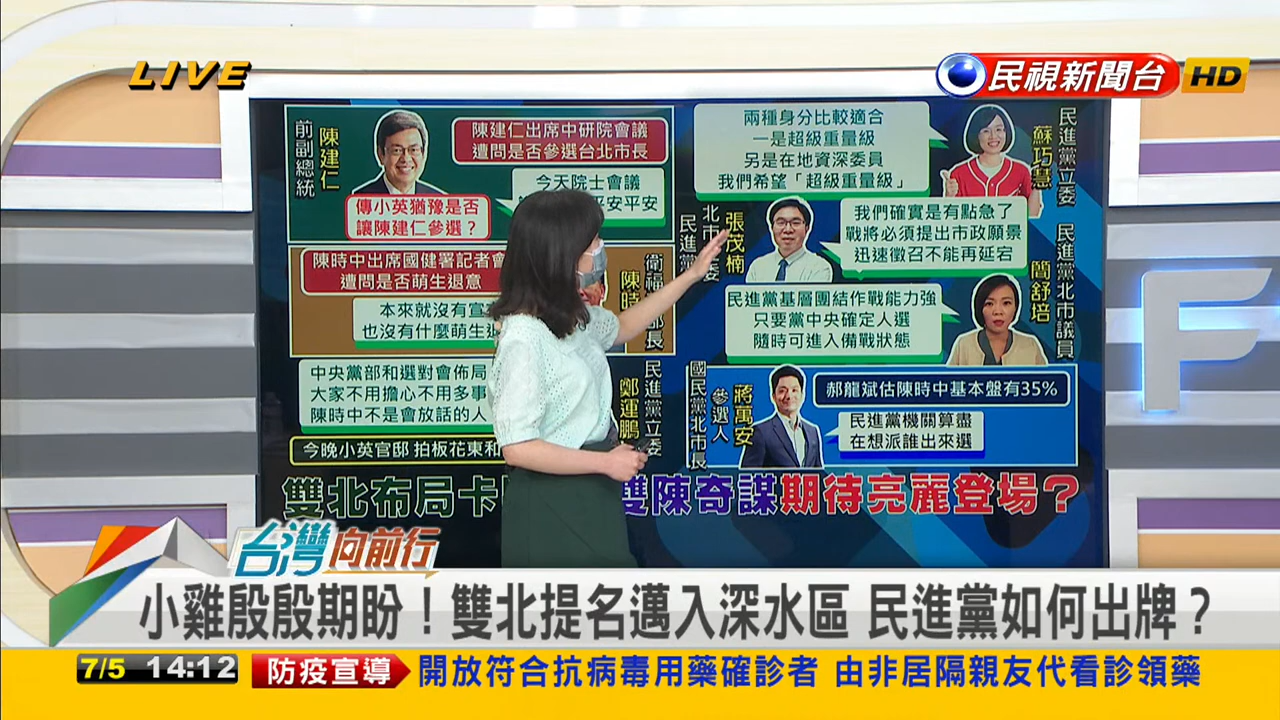 LIVE
民視新聞台 HD
前副總統
陳建仁
陳建仁出席中研院會議
遭問是否參選台北市長
今天院士會議
平安平安
傳小英猶豫是否
讓陳建仁參選？
陳時中出席國健署記者會
遭問是否萌生退意
本來就沒有宣
也沒有什麼萌生退
衛福部長
陳時
中央黨部和選對會佈局
大家不用擔心不用多事
陳時中不是會放話的人
民進黨立委
鄭運鵬
今晚小英官邸 拍板花東和
兩種身分比較適合
一是超級重量級
另是在地資深委員
我們希望「超級重量級」
民進黨立委
蘇巧慧
民進黨
北市 委
張茂楠
我們確實是有點急了
戰將必須提出市政願景
迅速徵召不能再延宕
民進黨基層團結作戰能力強
只要黨中央確定人選
隨時可進入備戰狀態
民進黨北市議員
簡舒培
國民黨北市長
參選人
蔣萬安
郝龍斌估陳時中基本盤有35%
民進黨機關算盡
在想派誰出來選
雙北布局卡 雙陳奇謀期待亮麗登場？
F
台灣向前行
小雞殷殷期盼！雙北提名邁入深水區 民進黨如何出牌？
7/5 14:12 防疫宣導 開放符合抗病毒用藥確診者 由非居隔親友代看診領藥